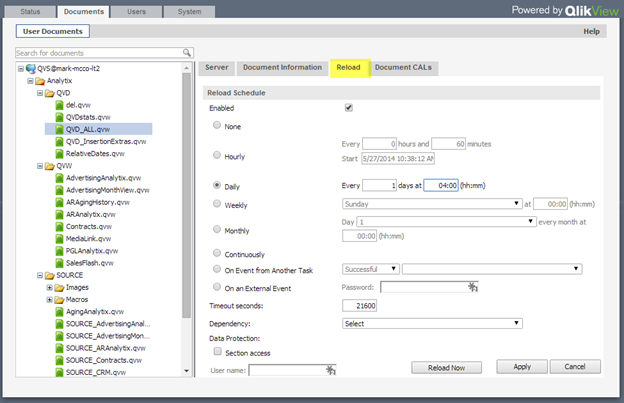 Status Documents Users System
Powered by QlikView
User Documents Help
Search for documents
QVS@mark-mcco-lt2
Analytix
QVD
del.qvw
QVDstats.qvw
QVD_ALL.qvw
QVD_InsertionExtras.qvw
RelativeDates.qvw
QVW
AdvertisingAnalytix.qvw
AdvertisingMonthView.qvw
ARAgingHistory.qvw
ARAnalytix.qvw
Contracts.qvw
MediaLink.qvw
PGLAnalytix.qvw
SalesFlash.qvw
SOURCE
Images
Macros
AgingAnalytix.qvw
SOURCE_AdvertisingAnal...
SOURCE_AdvertisingMon...
SOURCE_ARAnalytix.qvw
SOURCE_Contracts.qvw
SOURCE_CRM.qvw
Server Document Information Reload Document CALs
Reload Schedule
Enabled
None
Hourly
Every 0 hours and 60 minutes
Start 5/27/2014 10:38:12 AM
Daily Every 1 days at 04:00 (hh:mm)
Weekly Sunday at 00:00 (hh:mm)
Monthly
Day 1 every month at
00:00 (hh:mm)
Continuously
On Event from Another Task Successful
On an External Event Password:
Timeout seconds: 21600
Dependency: Select
Data Protection:
Section access
User name:
Reload Now Apply Cancel